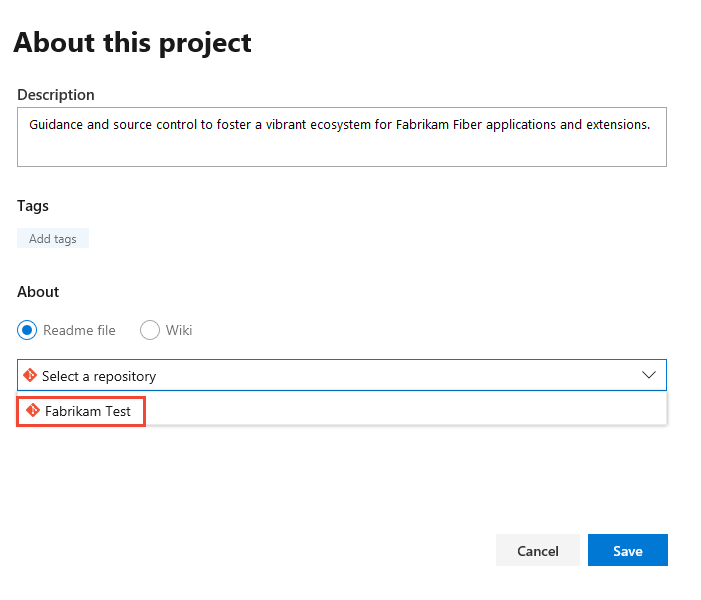 About this project
Description
Guidance and source control to foster a vibrant ecosystem for Fabrikam Fiber applications and extensions.
Tags
Add tags
About
Readme file Wiki
Select a repository
Fabrikam Test
Cancel Save